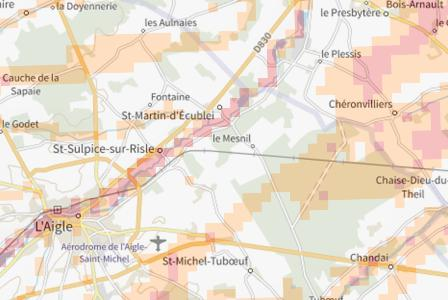 la Doyennerie
les Aulnaies
le Presbytère
Bois-Arnault
D830
le Plessis
Cauche de la
Sapaie
Fontaine
Chéronvilliers
St-Martin-d'Écublei
le Godet
le Mesnil
St-Sulpice-sur-Risle
Chaise-Dieu-du-
Theil
L'Aigle
Aérodrome de l'Aigle-
Saint-Michel
St-Michel-Tubœuf
Chandai